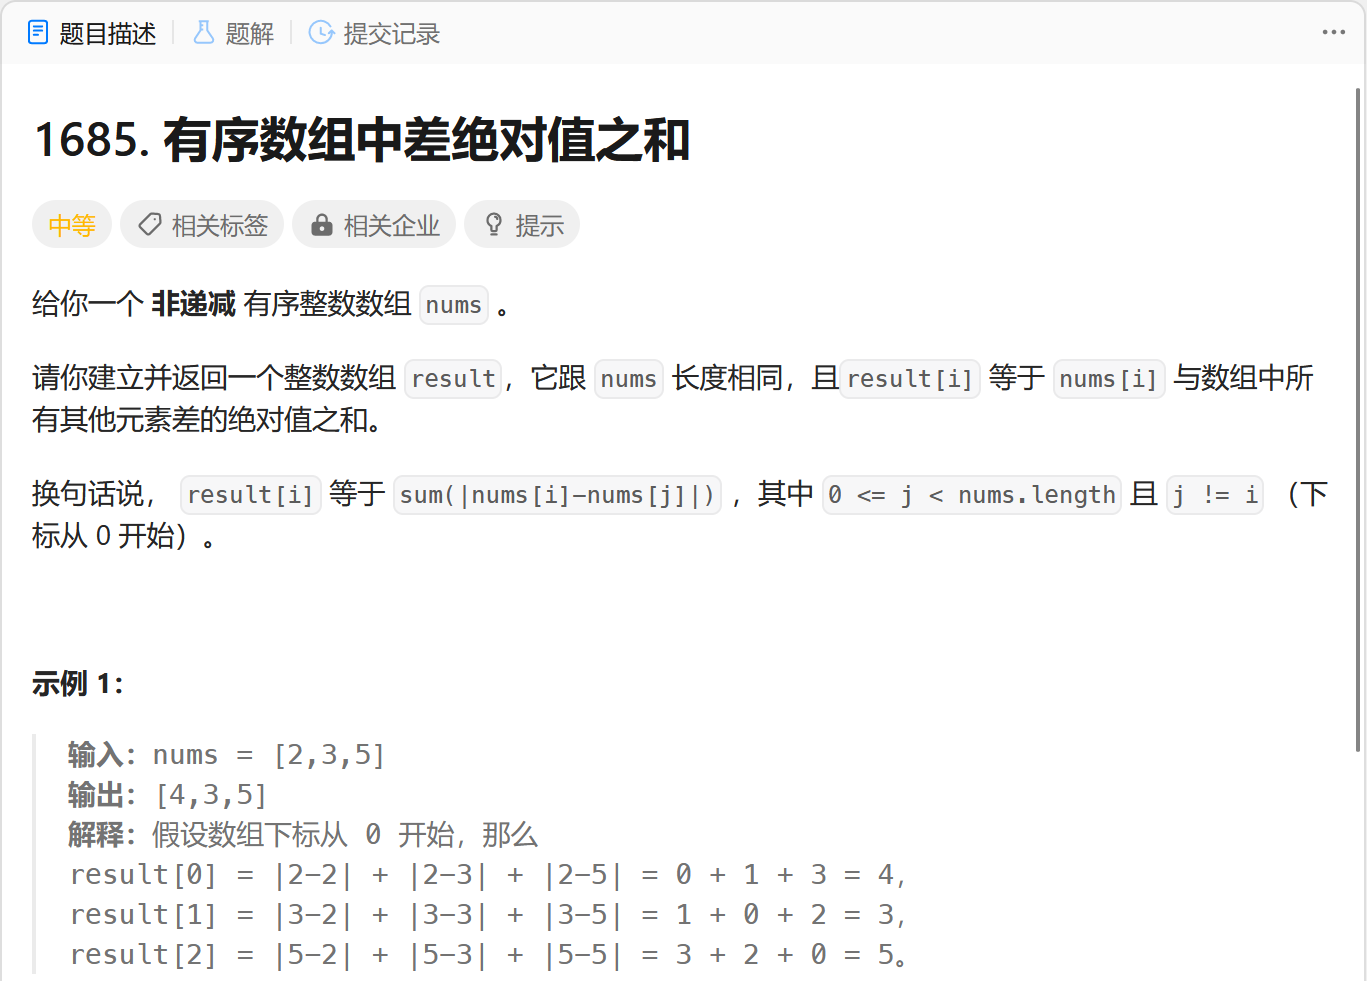 题目描述 题解 提交记录
1685. 有序数组中差绝对值之和
中等 相关标签 相关企业 提示
给你一个 非递减 有序整数数组 nums 。
请你建立并返回一个整数数组 result，它跟 nums 长度相同，且result[i] 等于 nums[i] 与数组中所
有其他元素差的绝对值之和。
换句话说， result[i] 等于 sum(|nums[i]-nums[j]|) ，其中 0 <= j < nums.length 且 j != i （下
标从 0 开始）。
示例 1：
输入：nums = [2,3,5]
输出：[4,3,5]
解释：假设数组下标从 0 开始，那么
result[0] = |2-2| + |2-3| + |2-5| = 0 + 1 + 3 = 4，
result[1] = |3-2| + |3-3| + |3-5| = 1 + 0 + 2 = 3，
result[2] = |5-2| + |5-3| + |5-5| = 3 + 2 + 0 = 5。